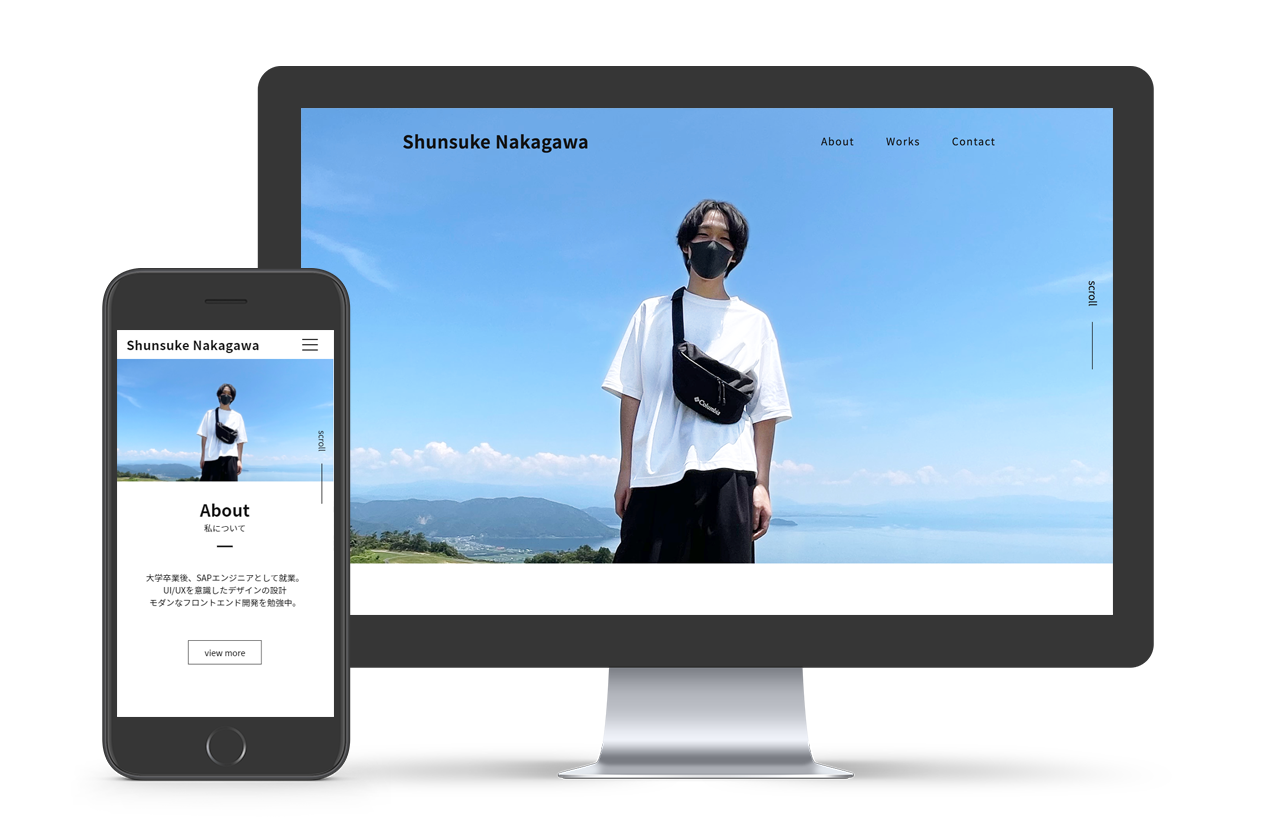 Shunsuke Nakagawa
About
Works
Contact
scroll
Columbia
Shunsuke Nakagawa
scroll
About
私について
大学卒業後、SAPエンジニアとして就業。
UI/UXを意識したデザインの設計
モダンなフロントエンド開発を勉強中。
view more